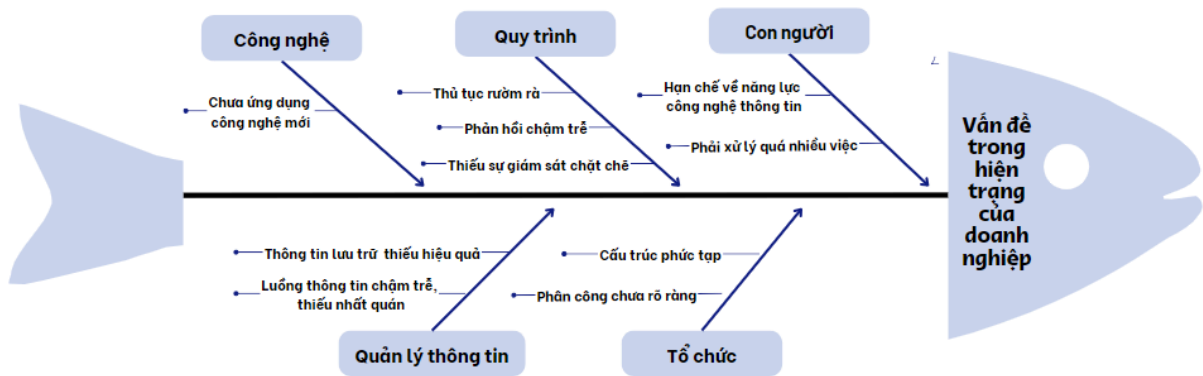 Công nghệ
Quy trình
Con người
Chưa ứng dụng
công nghệ mới
Thủ tục rườm rà
Phản hồi chậm trễ
Thiếu sự giám sát chặt chẽ
Hạn chế về năng lực
công nghệ thông tin
Phải xử lý quá nhiều việc
Vấn đề
trong
hiện
trạng
của
doanh
nghiệp
Thông tin lưu trữ thiếu hiệu quả
Luồng thông tin chậm trễ,
thiếu nhất quán
Cấu trúc phức tạp
Phân công chưa rõ ràng
Quản lý thông tin
Tổ chức